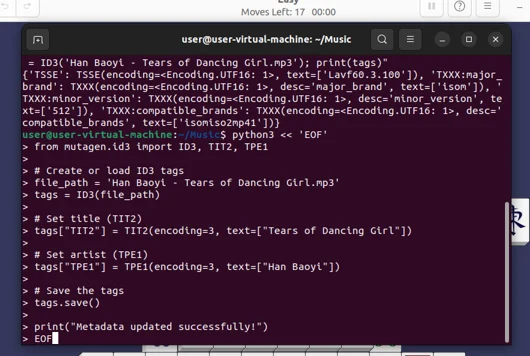 Easy
Moves Left: 17   00:00
user@user-virtual-machine: ~/Music
= ID3('Han Baoyi - Tears of Dancing Girl.mp3'); print(tags)"
{'TSSE': TSSE(encoding=<Encoding.UTF16: 1>, text=['Lavf60.3.100']), 'TXXX:major_
brand': TXXX(encoding=<Encoding.UTF16: 1>, desc='major_brand', text=['isom']), '
TXXX:minor_version': TXXX(encoding=<Encoding.UTF16: 1>, desc='minor_version', te
xt=['512']), 'TXXX:compatible_brands': TXXX(encoding=<Encoding.UTF16: 1>, desc='
compatible_brands', text=['isomiso2mp41'])}
user@user-virtual-machine:~/Music$ python3 << 'EOF'
> from mutagen.id3 import ID3, TIT2, TPE1
>
> # Create or load ID3 tags
> file_path = 'Han Baoyi - Tears of Dancing Girl.mp3'
> tags = ID3(file_path)
>
> # Set title (TIT2)
> tags["TIT2"] = TIT2(encoding=3, text=["Tears of Dancing Girl"])
>
> # Set artist (TPE1)
> tags["TPE1"] = TPE1(encoding=3, text=["Han Baoyi"])
>
> # Save the tags
> tags.save()
>
> print("Metadata updated successfully!")
> EOF